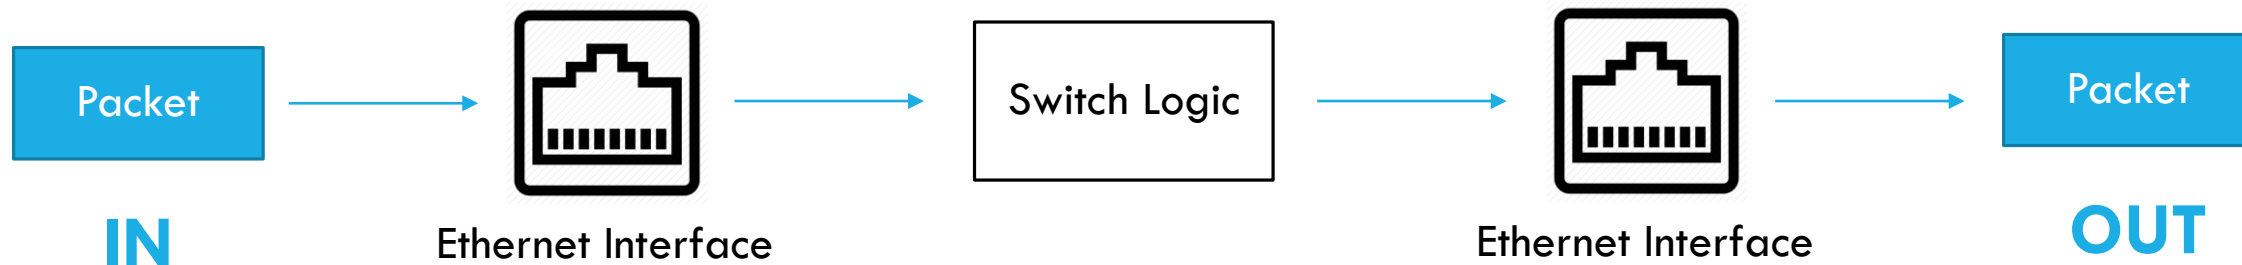 Packet
Switch Logic
Packet
IN
Ethernet Interface
Ethernet Interface
OUT